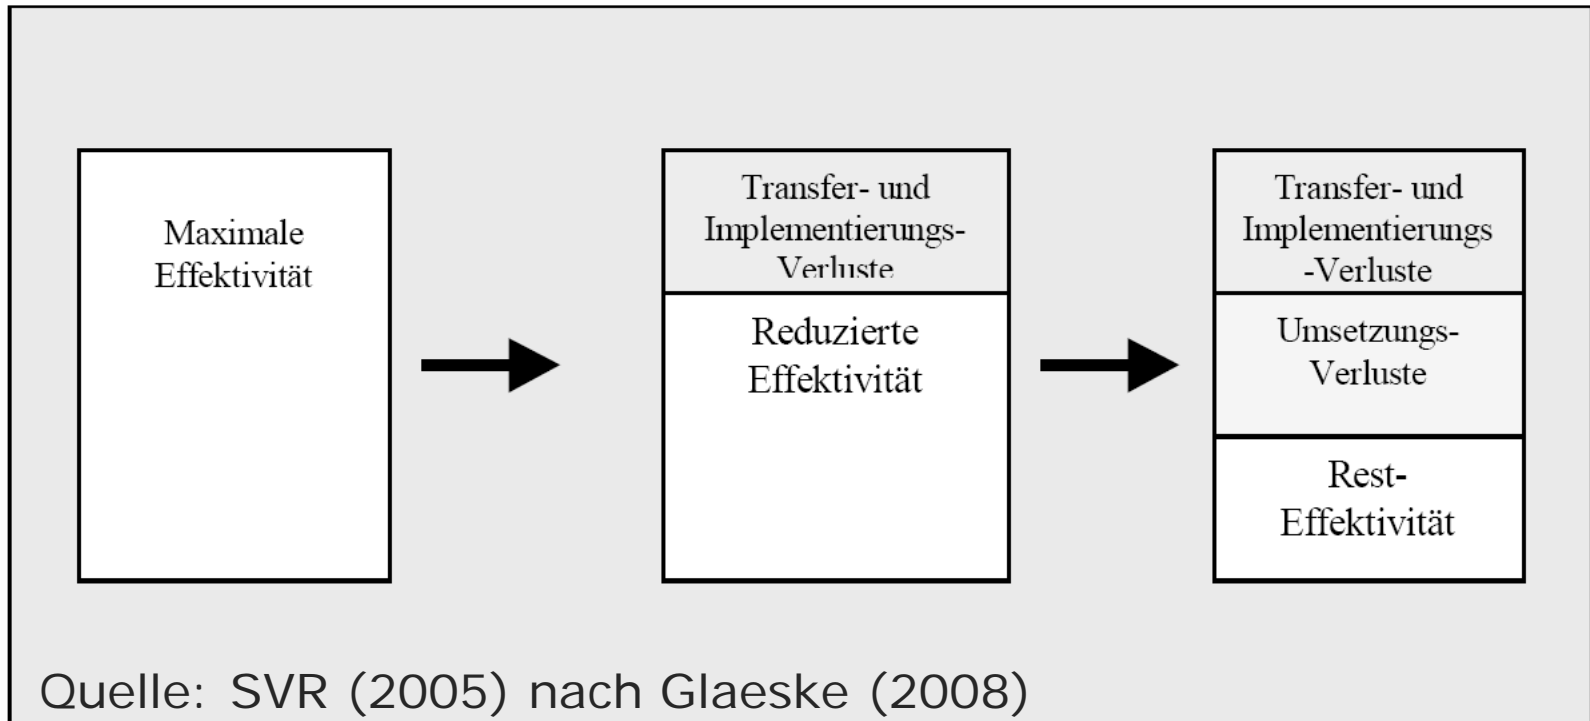 Maximale
Effektivität
Transfer- und
Implementierungs-
Verluste
Reduzierte
Effektivität
Transfer- und
Implementierungs
-Verluste
Umsetzungs-
Verluste
Rest-
Effektivität
Quelle: SVR (2005) nach Glaeske (2008)